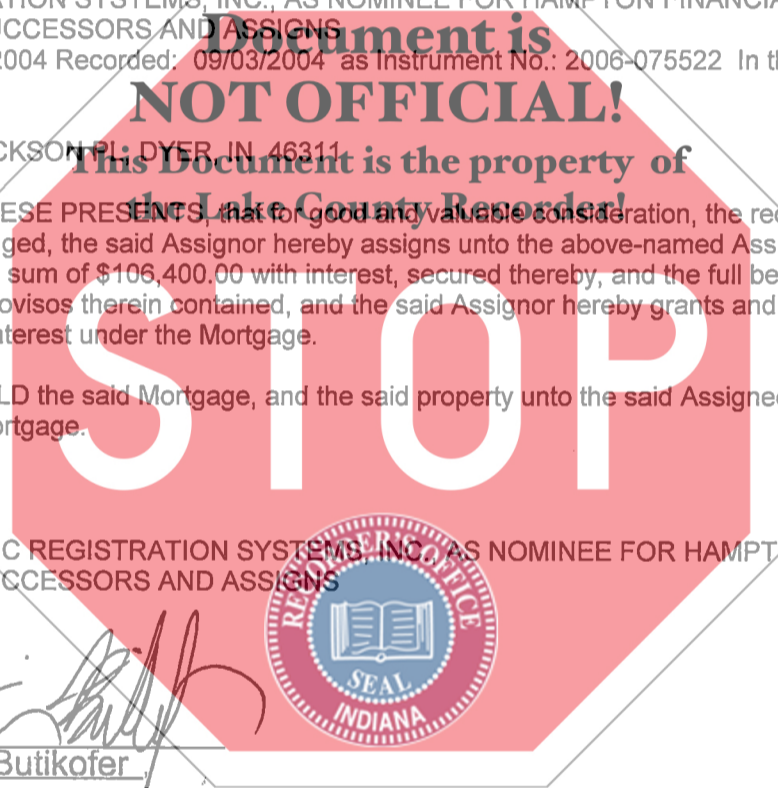 ATION SYSTEMS, INC., AS NOMINEE FOR HAMPTON FINANCIA
UCCESSORS AND ASSIGNS
Document is
2004 Recorded: 09/03/2004 as Instrument No.: 2006-075522 In th
NOT OFFICIAL!
CKSON PL, DYER, IN 46311
This Document is the property of
the Lake County Recorder!
ESE PRESENTS, that for good and valuable consideration, the rec
ged, the said Assignor hereby assigns unto the above-named Ass
sum of $106,400.00 with interest, secured thereby, and the full be
ovisos therein contained, and the said Assignor hereby grants and
nterest under the Mortgage.
STOP
LD the said Mortgage, and the said property unto the said Assignee
ortgage.
C REGISTRATION SYSTEMS, INC., AS NOMINEE FOR HAMPT
CCESSORS AND ASSIGNS
RECORDER OFFICE
SEAL
INDIANA
Butikofer ,